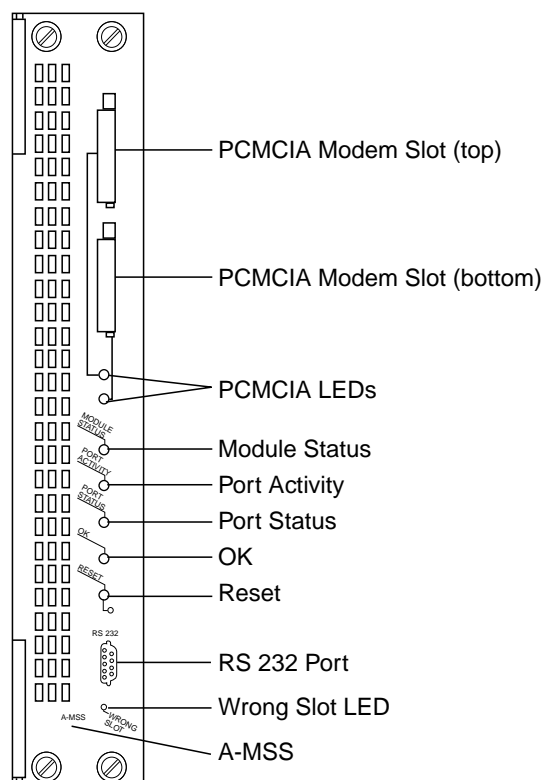 PCMCIA Modem Slot (top)
PCMCIA Modem Slot (bottom)
PCMCIA LEDs
MODULE
STATUS
Module Status
PORT
ACTIVITY
Port Activity
PORT
STATUS
Port Status
OK
OK
RESET
Reset
RS 232
RS 232 Port
Wrong Slot LED
A-MSS
WRONG
SLOT
A-MSS